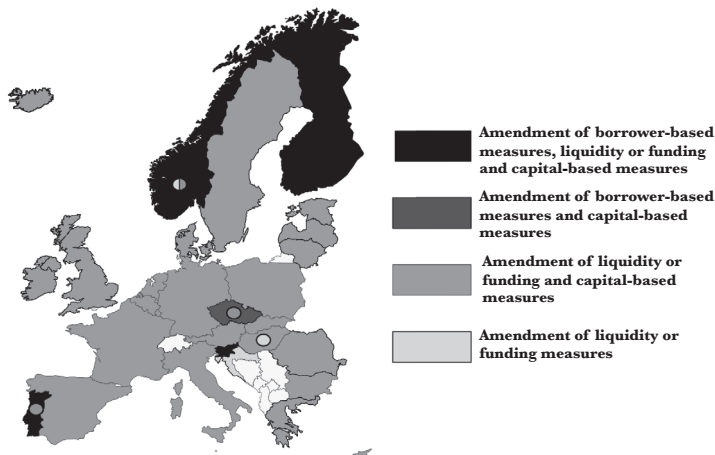 Amendment of borrower-based
measures, liquidity or funding
and capital-based measures
Amendment of borrower-based
measures and capital-based
measures
Amendment of liquidity or
funding and capital-based
measures
Amendment of liquidity or
funding measures